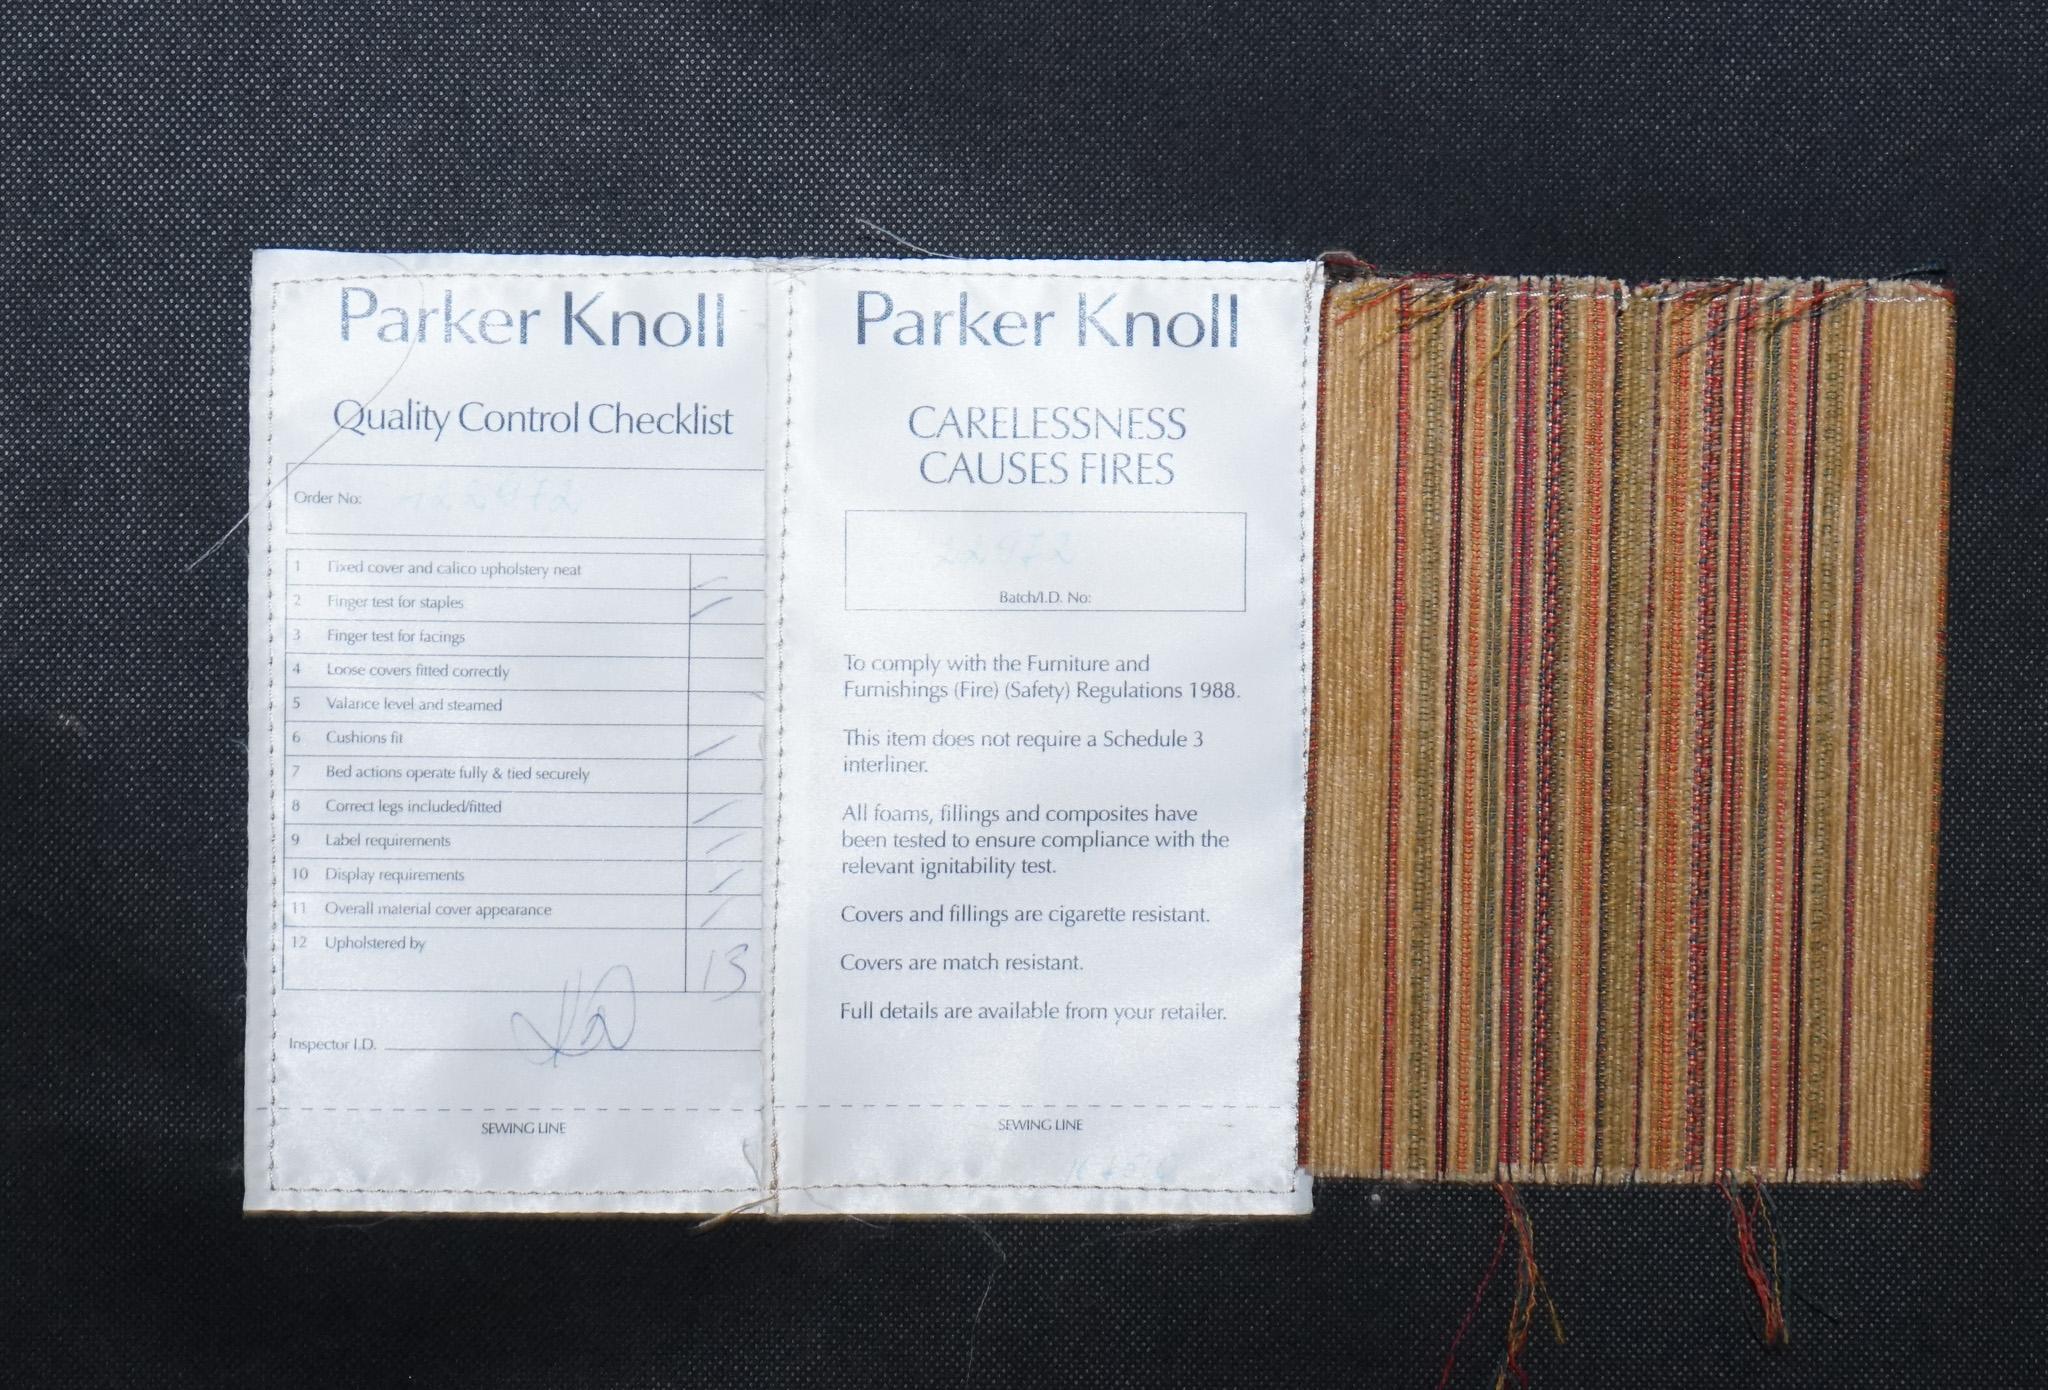 Parker Knoll
Quality Control Checklist
Order No:
1 Fixed cover and calico upholstery neat
2 Finger test for staples
3 Finger test for facings
4 Loose covers fitted correctly
5 Valance level and steamed
6 Cushions fit
7 Bed actions operate fully & tied securely
8 Correct legs included/fitted
9 Label requirements
10 Display requirements
11 Overall material cover appearance
12 Upholstered by 13
Inspector I.D.
SEWING LINE
Parker Knoll
CARELESSNESS
CAUSES FIRES
22972
Batch/I.D. No:
To comply with the Furniture and
Furnishings (Fire) (Safety) Regulations 1988.
This item does not require a Schedule 3
interliner.
All foams, fillings and composites have
been tested to ensure compliance with the
relevant ignitability test.
Covers and fillings are cigarette resistant.
Covers are match resistant.
Full details are available from your retailer.
SEWING LINE